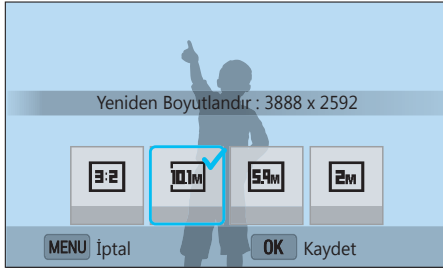 Yeniden Boyutlandır : 3888 x 2592
3:2 10.1M 5.9M 2M
MENU İptal OK Kaydet